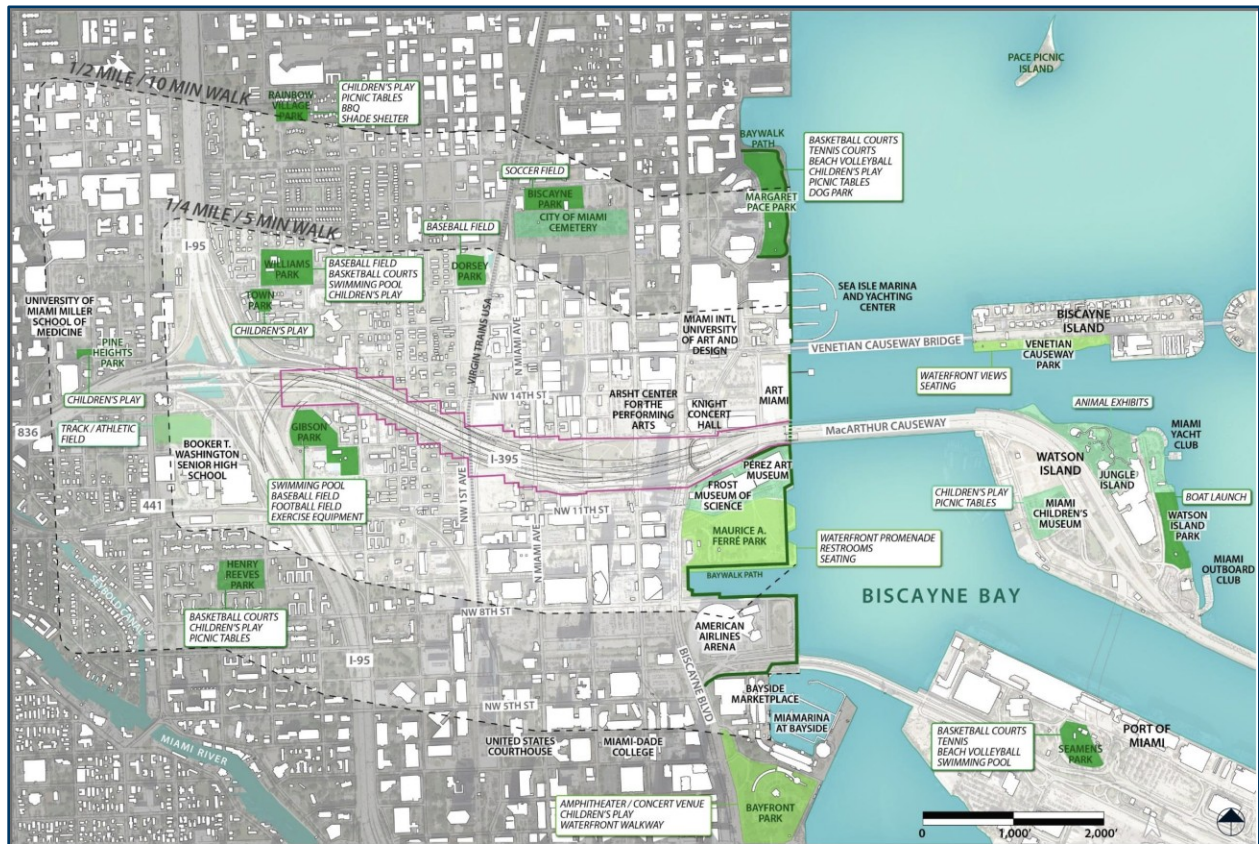 PACE PICNIC
ISLAND
1/2 MILE / 10 MIN WALK
RAINBOW
VILLAGE
PARK
CHILDREN'S PLAY
PICNIC TABLES
BBQ
SHADE SHELTER
BAYWALK
PATH
BASKETBALL COURTS
TENNIS COURTS
BEACH VOLLEYBALL
CHILDREN'S PLAY
PICNIC TABLES
DOG PARK
SOCCER FIELD
BISCAYNE
PARK
CITY OF MIAMI
CEMETERY
MARGARET
PACE PARK
1/4 MILE / 5 MIN WALK
I-95
BASEBALL FIELD
DORSEY
PARK
WILLIAMS
PARK
BASEBALL FIELD
BASKETBALL COURTS
SWIMMING POOL
CHILDREN'S PLAY
TOWN
PARK
CHILDREN'S PLAY
UNIVERSITY OF
MIAMI MILLER
SCHOOL OF
MEDICINE
PINE
HEIGHTS
PARK
CHILDREN'S PLAY
VIRGIN TRAINS USA
N MIAMI AVE
SEA ISLE MARINA
AND YACHTING
CENTER
MIAMI INTL
UNIVERSITY
OF ART AND
DESIGN
VENETIAN CAUSEWAY BRIDGE
BISCAYNE
ISLAND
VENETIAN
CAUSEWAY
PARK
WATERFRONT VIEWS
SEATING
NW 14TH ST
ARSHT CENTER
FOR THE
PERFORMING
ARTS
KNIGHT
CONCERT
HALL
ART
MIAMI
ANIMAL EXHIBITS
MacARTHUR CAUSEWAY
MIAMI
YACHT
CLUB
TRACK / ATHLETIC
FIELD
836
BOOKER T.
WASHINGTON
SENIOR HIGH
SCHOOL
GIBSON
PARK
I-395
PÉREZ ART
MUSEUM
FROST
MUSEUM OF
SCIENCE
WATSON
ISLAND
JUNGLE
ISLAND
SWIMMING POOL
BASEBALL FIELD
FOOTBALL FIELD
EXERCISE EQUIPMENT
441
NW 1ST AVE
NW 11TH ST
N MIAMI AVE
MAURICE A.
FERRÉ PARK
WATERFRONT PROMENADE
RESTROOMS
SEATING
CHILDREN'S PLAY
PICNIC TABLES
MIAMI
CHILDREN'S
MUSEUM
BOAT LAUNCH
WATSON
ISLAND
PARK
MIAMI
OUTBOARD
CLUB
SEYBOLD CANAL
HENRY
REEVES
PARK
BASKETBALL COURTS
CHILDREN'S PLAY
PICNIC TABLES
BAYWALK PATH
NW 8TH ST
BISCAYNE BAY
AMERICAN
AIRLINES
ARENA
I-95
BISCAYNE BLVD
BAYSIDE
MARKETPLACE
NW 5TH ST
MIAMARINA
AT BAYSIDE
MIAMI RIVER
UNITED STATES
COURTHOUSE
MIAMI-DADE
COLLEGE
BASKETBALL COURTS
TENNIS
BEACH VOLLEYBALL
SWIMMING POOL
SEAMENS
PARK
PORT OF
MIAMI
AMPHITHEATER / CONCERT VENUE
CHILDREN'S PLAY
WATERFRONT WALKWAY
BAYFRONT
PARK
0 1,000' 2,000'